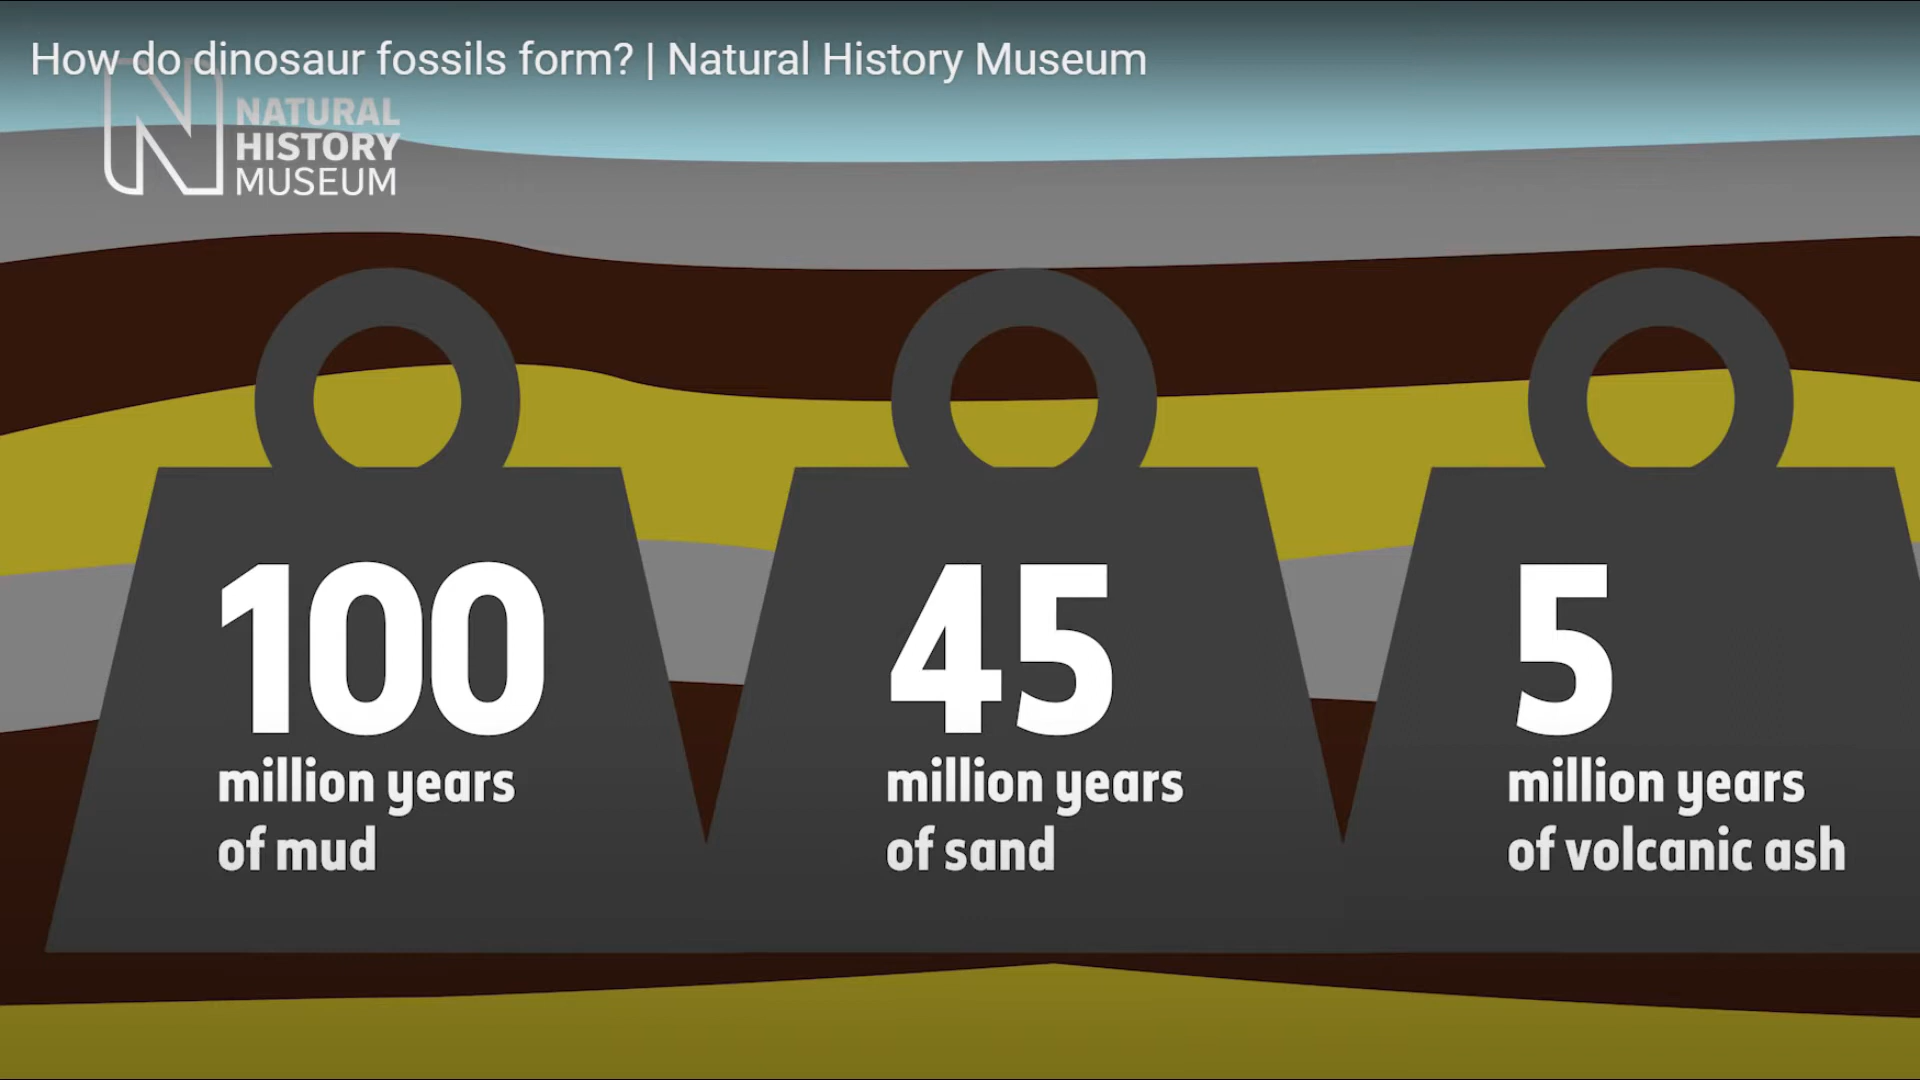 How do dinosaur fossils form? | Natural History Museum
NATURAL
HISTORY
MUSEUM
100
million years
of mud
45
million years
of sand
5
million years
of volcanic ash